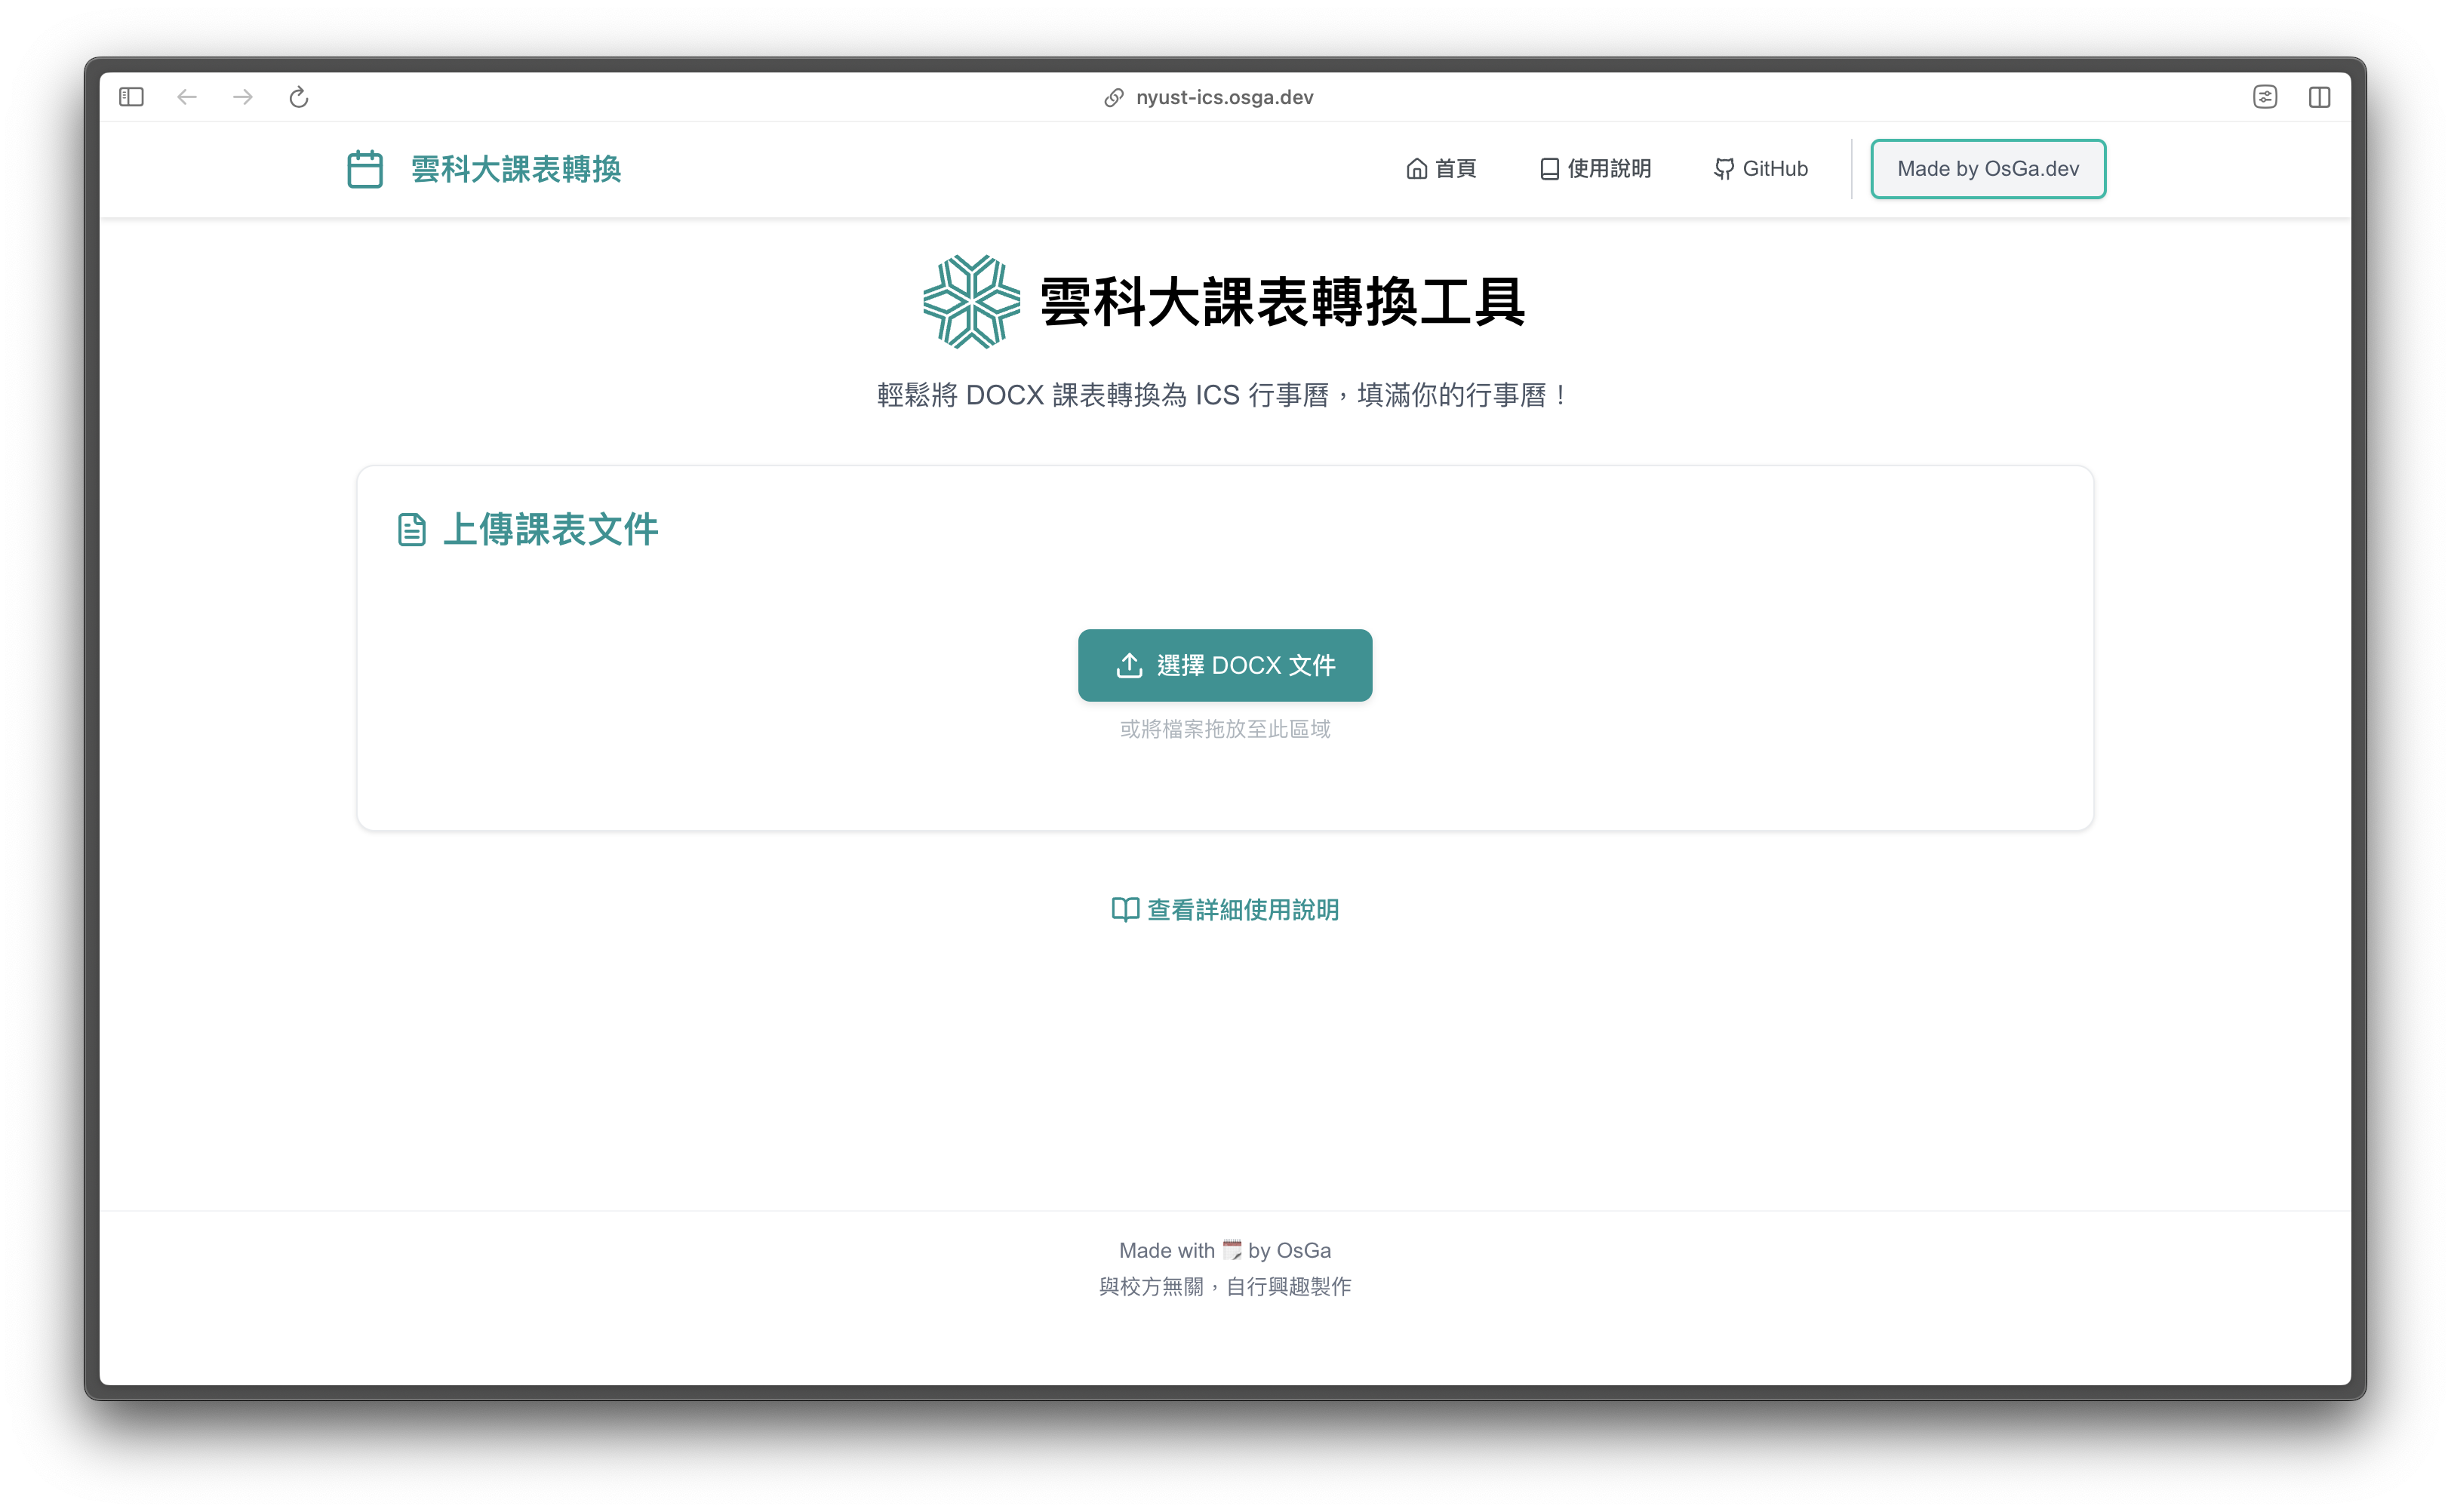 nyust-ics.osga.dev
雲科大課表轉換
首頁
使用說明
GitHub
Made by OsGa.dev
雲科大課表轉換工具
輕鬆將 DOCX 課表轉換為 ICS 行事曆，填滿你的行事曆！
上傳課表文件
選擇 DOCX 文件
或將檔案拖放至此區域
查看詳細使用說明
Made with 🗓️ by OsGa
與校方無關，自行興趣製作